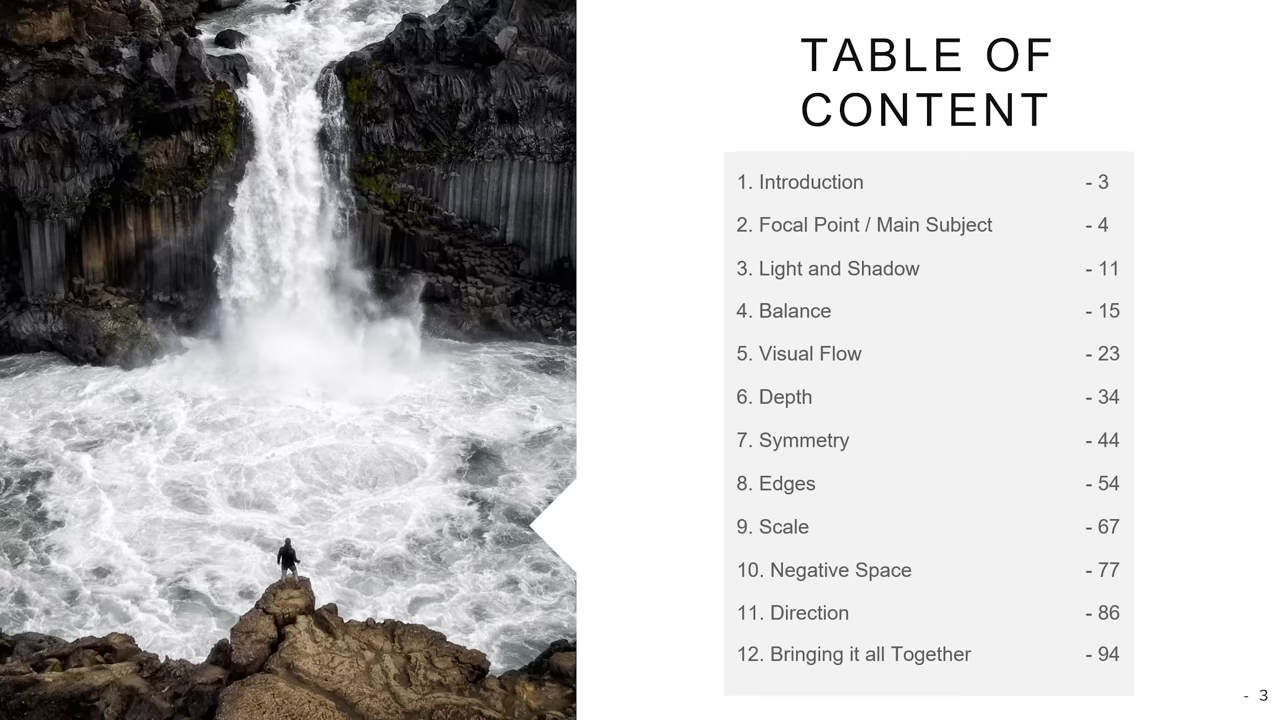 TABLE OF
CONTENT
1. Introduction - 3
2. Focal Point / Main Subject - 4
3. Light and Shadow - 11
4. Balance - 15
5. Visual Flow - 23
6. Depth - 34
7. Symmetry - 44
8. Edges - 54
9. Scale - 67
10. Negative Space - 77
11. Direction - 86
12. Bringing it all Together - 94
- 3